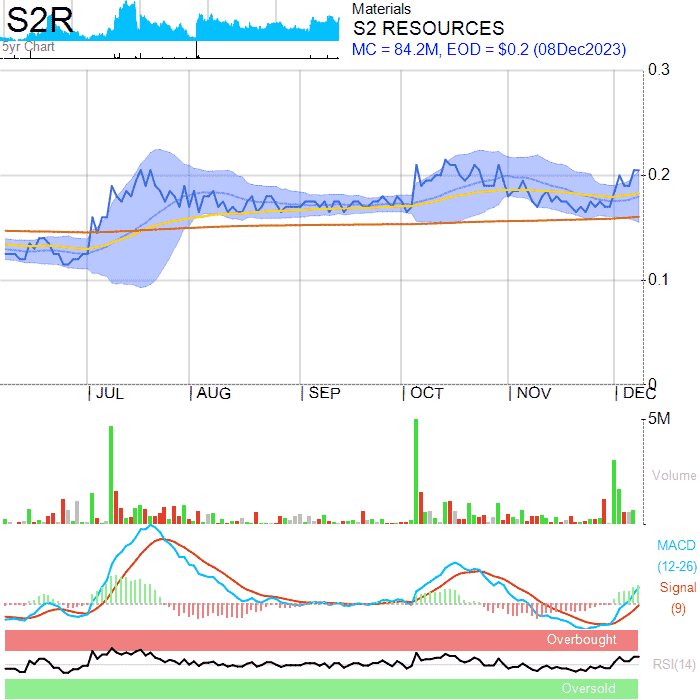 S2R
5yr Chart
Materials
S2 RESOURCES
MC = 84.2M, EOD = $0.2 (08Dec2023)
0.3
0.2
0.1
0
JUL AUG SEP OCT NOV DEC
5M
Volume
MACD
(12-26)
Signal
(9)
Overbought
RSI(14)
Oversold